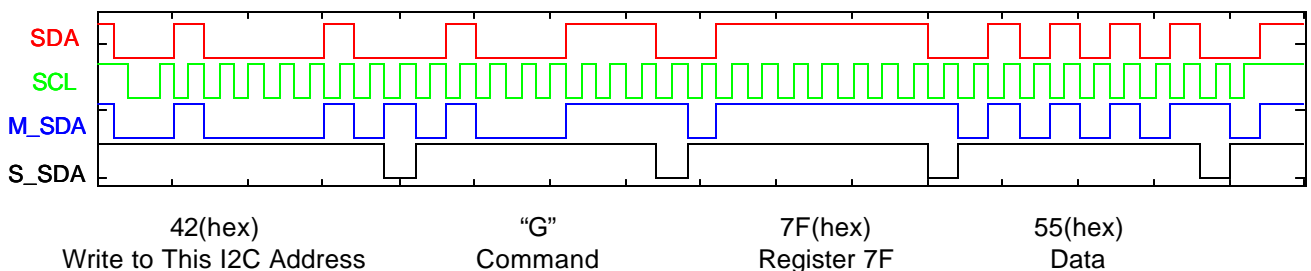 SDA
SCL
M_SDA
S_SDA
42(hex) “G” 7F(hex) 55(hex)
Write to This I2C Address Command Register 7F Data